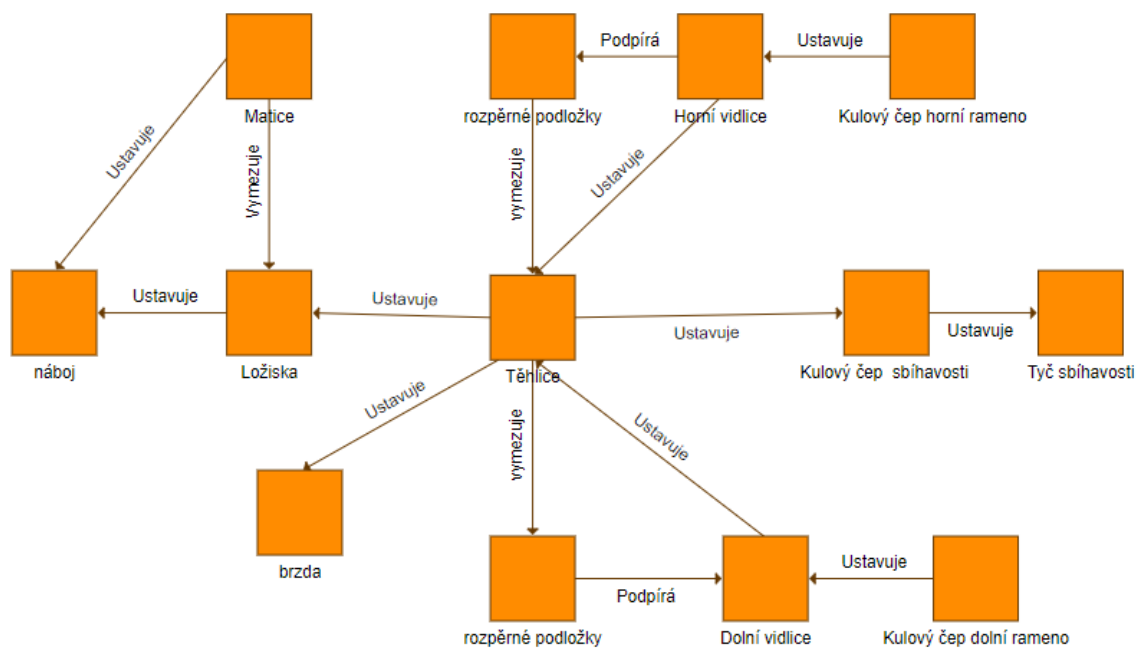 Podpírá
Ustavuje
Matice
rozpěrné podložky
Horní vidlice
Kulový čep horní rameno
Ustavuje
Vymezuje
vymezuje
Ustavuje
Ustavuje
Ustavuje
Ustavuje
Ustavuje
náboj
Ložiska
Těhlice
Kulový čep  sbíhavosti
Tyč sbíhavosti
Ustavuje
vymezuje
Ustavuje
brzda
Podpírá
Ustavuje
rozpěrné podložky
Dolní vidlice
Kulový čep dolní rameno